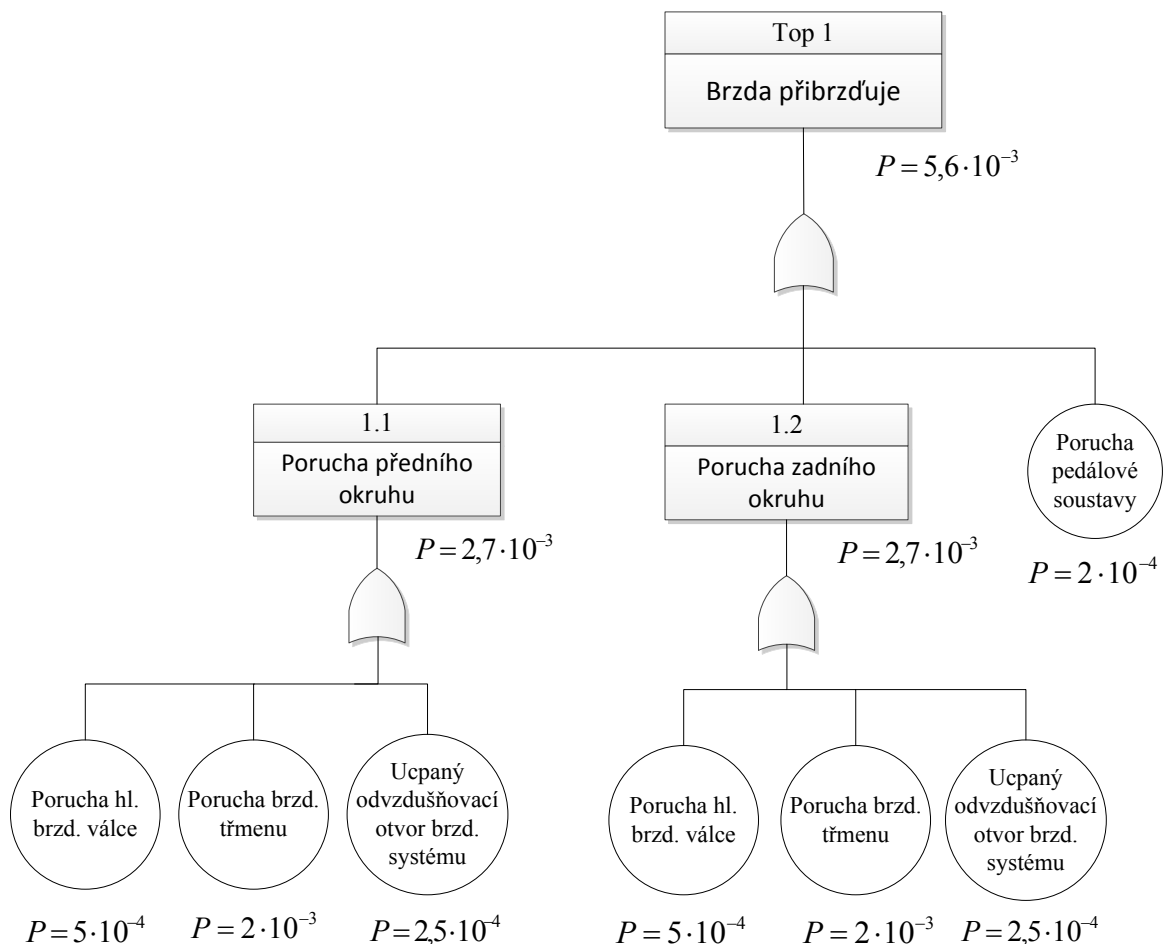 Top 1
Brzda přibrzďuje
P = 5,6·10⁻³
1.1
Porucha předního
okruhu
P = 2,7·10⁻³
1.2
Porucha zadního
okruhu
P = 2,7·10⁻³
Porucha
pedálové
soustavy
P = 2·10⁻⁴
Porucha hl.
brzd. válce
P = 5·10⁻⁴
Porucha brzd.
třmenu
P = 2·10⁻³
Ucpaný
odvzdušňovací
otvor brzd.
systému
P = 2,5·10⁻⁴
Porucha hl.
brzd. válce
P = 5·10⁻⁴
Porucha brzd.
třmenu
P = 2·10⁻³
Ucpaný
odvzdušňovací
otvor brzd.
systému
P = 2,5·10⁻⁴